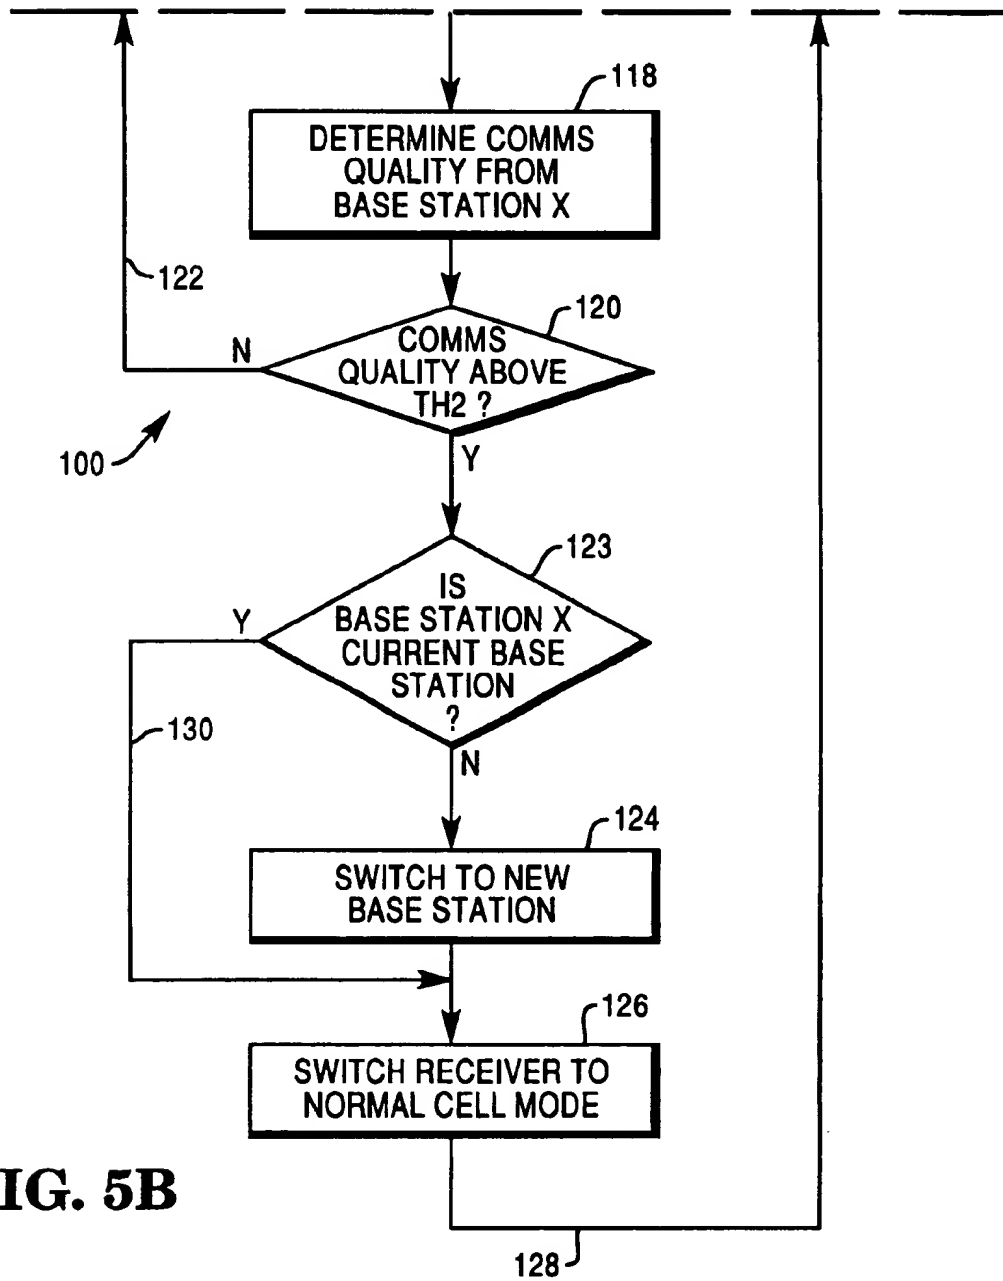 118
DETERMINE COMMS
QUALITY FROM
BASE STATION X
122
120
N
COMMS
QUALITY ABOVE
TH2 ?
100
Y
123
IS
BASE STATION X
CURRENT BASE
STATION
?
Y
130
N
124
SWITCH TO NEW
BASE STATION
126
SWITCH RECEIVER TO
NORMAL CELL MODE
IG. 5B
128